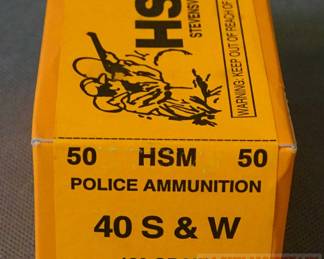 HS
STEVENSV
WARNING: KEEP OUT OF REACH OF
50 HSM 50
POLICE AMMUNITION
40 S & W